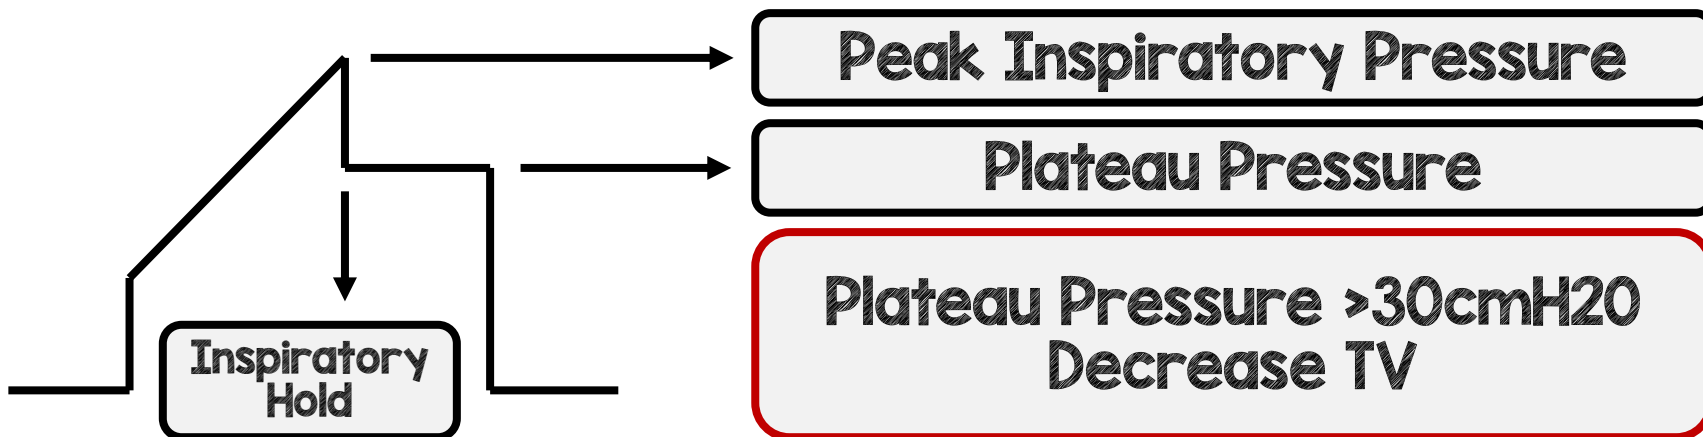 Peak Inspiratory Pressure
Plateau Pressure
Plateau Pressure >30cmH20
Decrease TV
Inspiratory
Hold